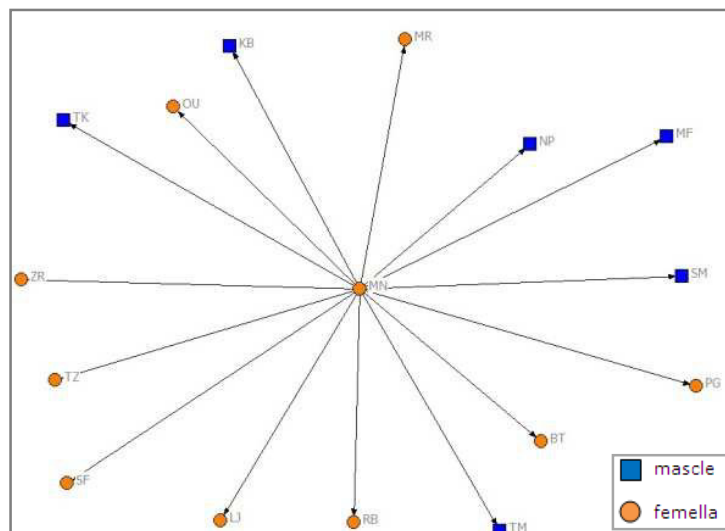 KB
MR
OU
TK
NP
MF
ZR
MN
SM
TZ
PG
BT
SF
LJ
RB
TM
mascle
femella